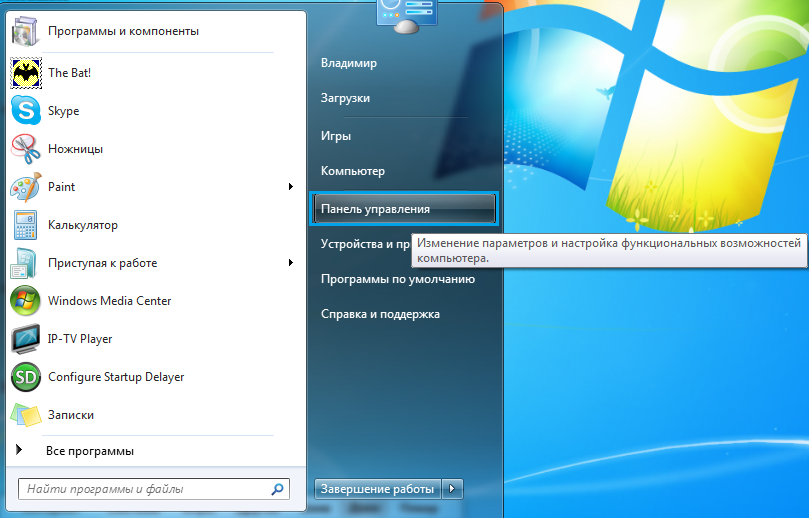 Программы и компоненты
The Bat!
Skype
Ножницы
Paint
Калькулятор
Приступая к работе
Windows Media Center
IP-TV Player
SD
Configure Startup Delayer
Записки
Все программы
Найти программы и файлы
Владимир
Загрузки
Игры
Компьютер
Панель управления
Устройства и пр
Изменение параметров и настройка функциональных возможностей
компьютера.
Программы по умолчанию
Справка и поддержка
Завершение работы